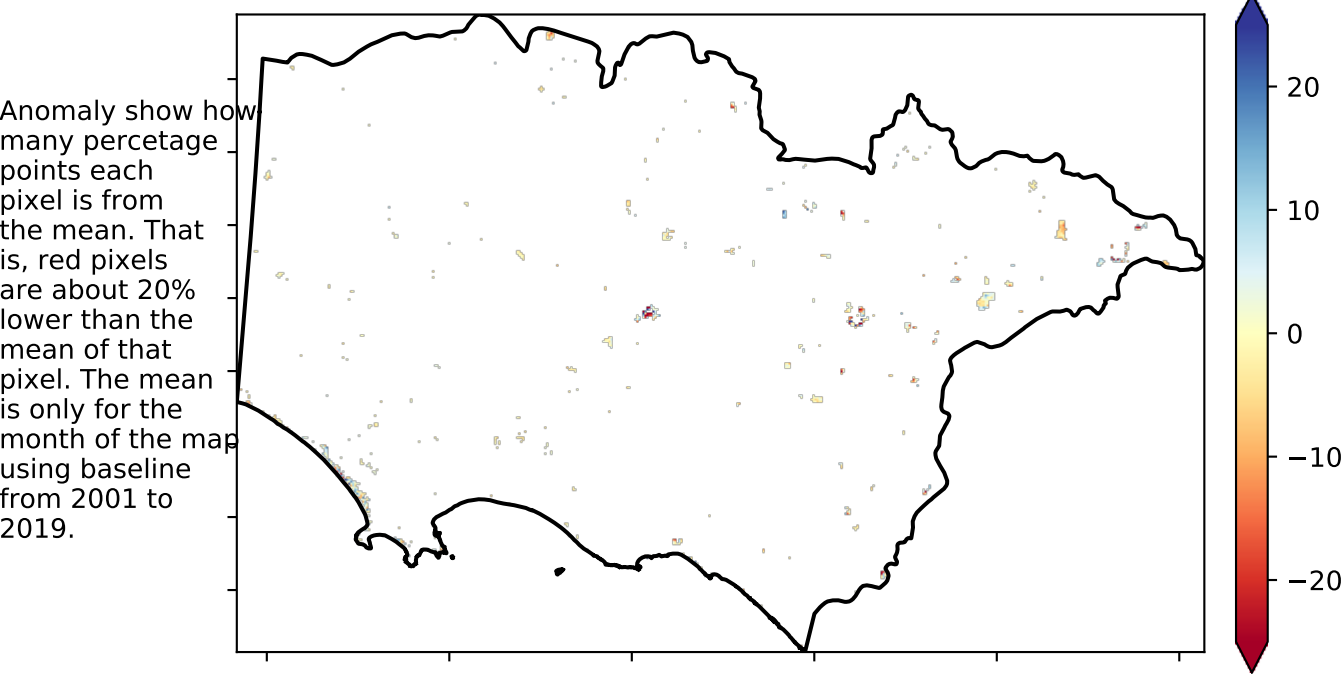 Anomaly show how
many percetage
points each
pixel is from
the mean. That
is, red pixels
are about 20%
lower than the
mean of that
pixel. The mean
is only for the
month of the map
using baseline
from 2001 to
2019.
20
10
0
−10
−20